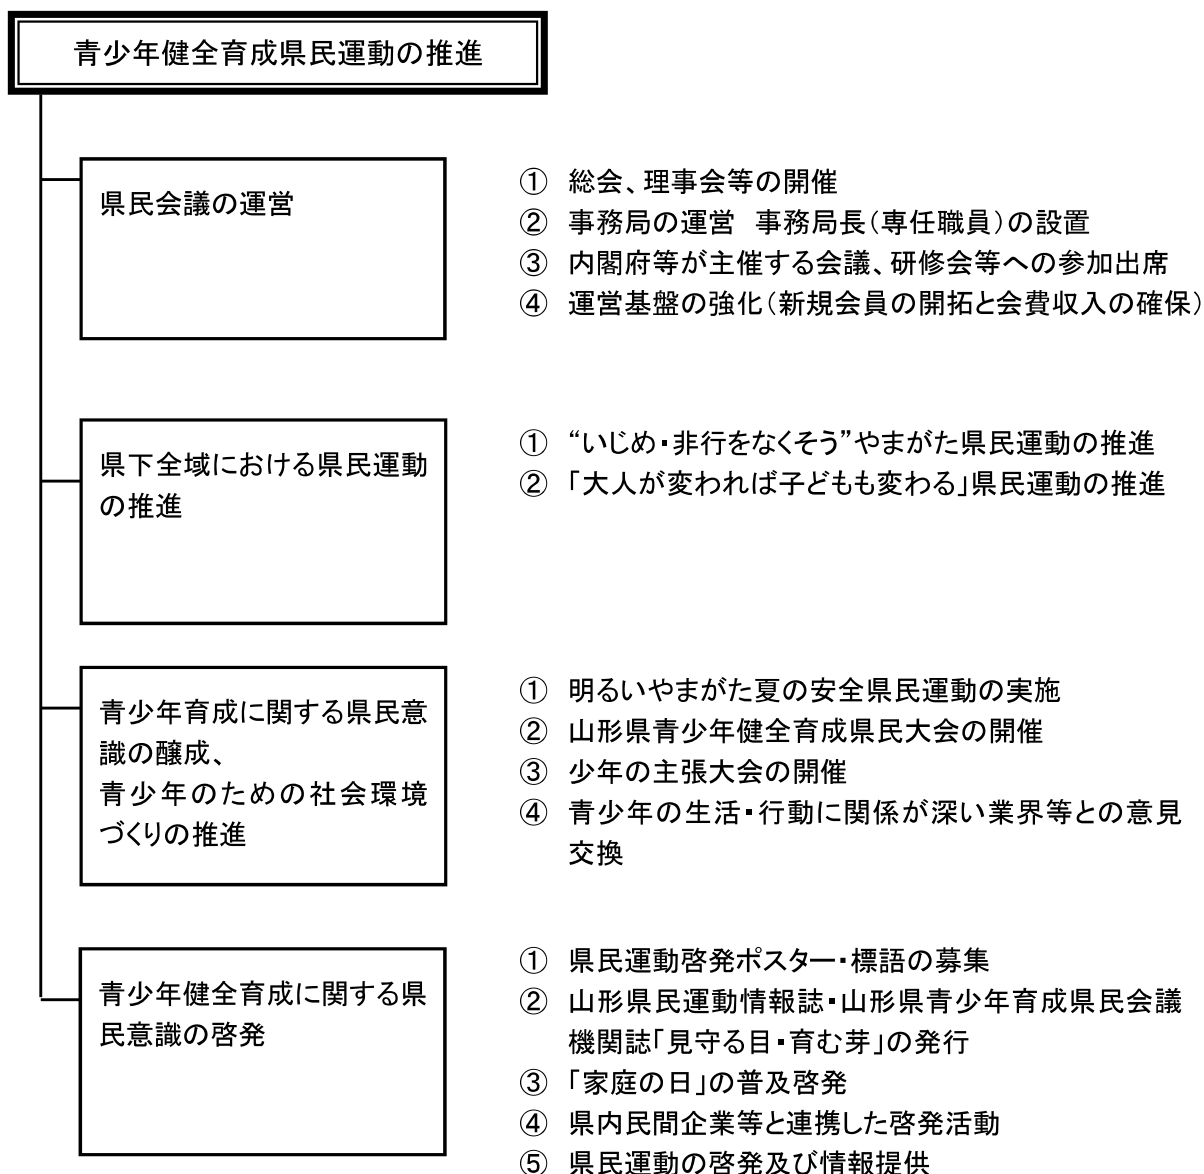 青少年健全育成県民運動の推進
県民会議の運営
① 総会、理事会等の開催
② 事務局の運営 事務局長(専任職員)の設置
③ 内閣府等が主催する会議、研修会等への参加出席
④ 運営基盤の強化(新規会員の開拓と会費収入の確保)
県下全域における県民運動
の推進
① “いじめ・非行をなくそう”やまがた県民運動の推進
② 「大人が変われば子どもも変わる」県民運動の推進
青少年育成に関する県民意
識の醸成、
青少年のための社会環境
づくりの推進
① 明るいやまがた夏の安全県民運動の実施
② 山形県青少年健全育成県民大会の開催
③ 少年の主張大会の開催
④ 青少年の生活・行動に関係が深い業界等との意見
交換
青少年健全育成に関する県
民意識の啓発
① 県民運動啓発ポスター・標語の募集
② 山形県民運動情報誌・山形県青少年育成県民会議
機関誌「見守る目・育む芽」の発行
③ 「家庭の日」の普及啓発
④ 県内民間企業等と連携した啓発活動
⑤ 県民運動の啓発及び情報提供